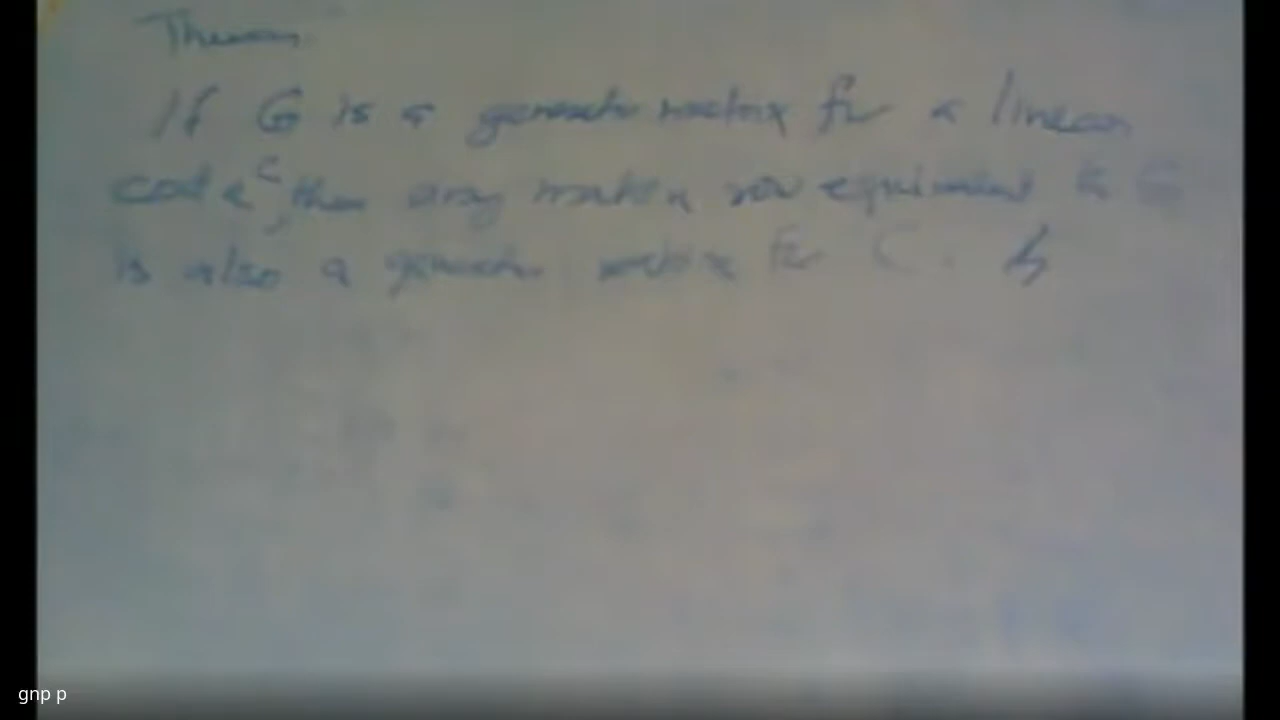 Theorem
If G is a generator matrix for a linear
code C, then any matrix row equivalent to G
is also a generator matrix for C.
gnp p